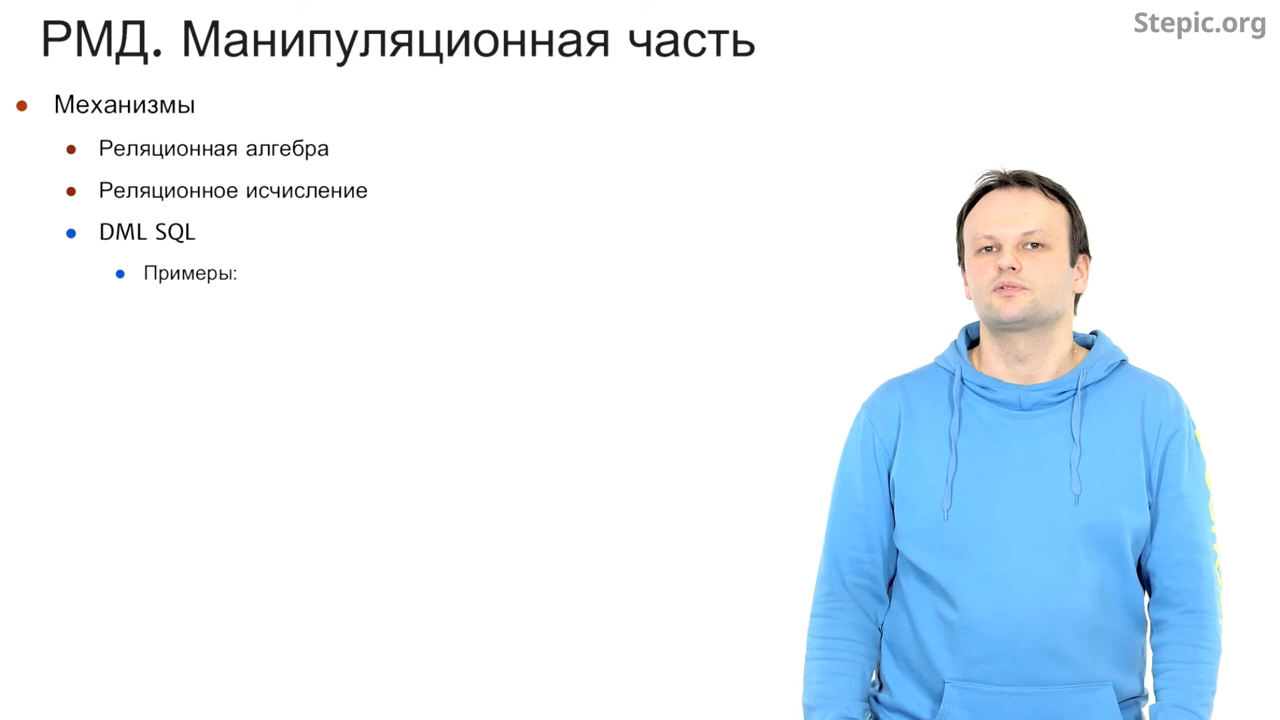 РМД. Манипуляционная часть
Stepic.org
Механизмы
Реляционная алгебра
Реляционное исчисление
DML SQL
Примеры: